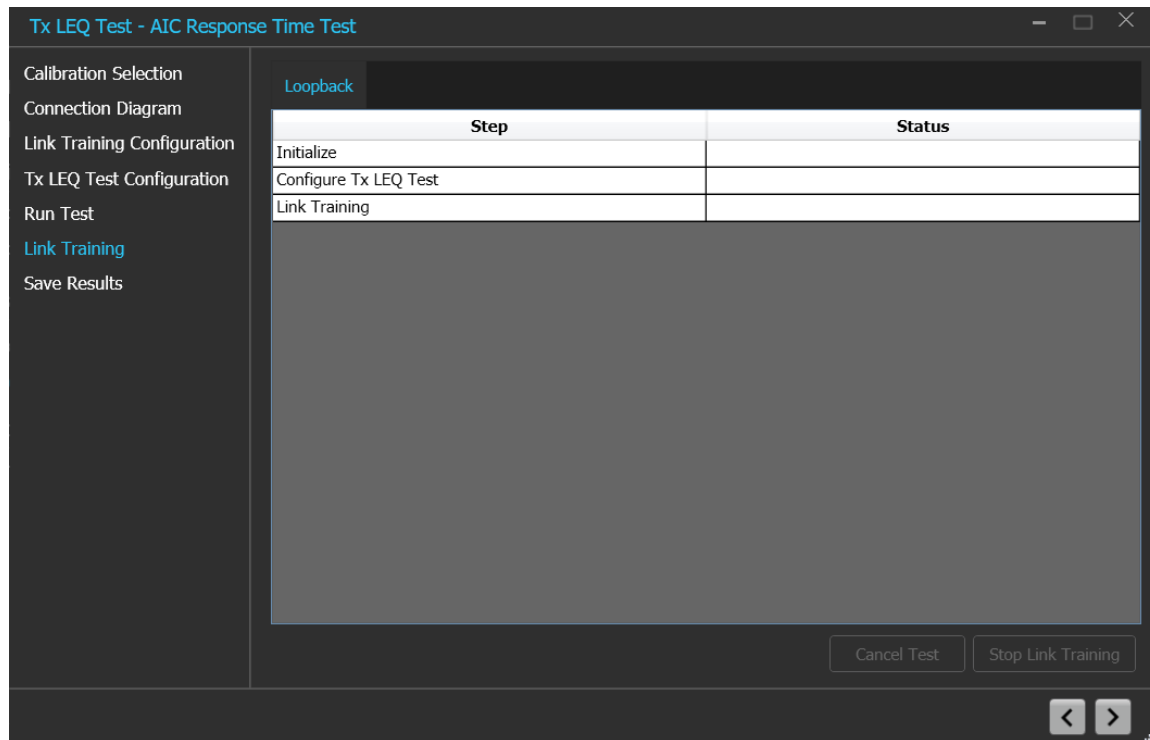 Tx LEQ Test - AIC Response Time Test
Calibration Selection
Connection Diagram
Link Training Configuration
Tx LEQ Test Configuration
Run Test
Link Training
Save Results
Loopback
Step Status
Initialize
Configure Tx LEQ Test
Link Training
Cancel Test Stop Link Training